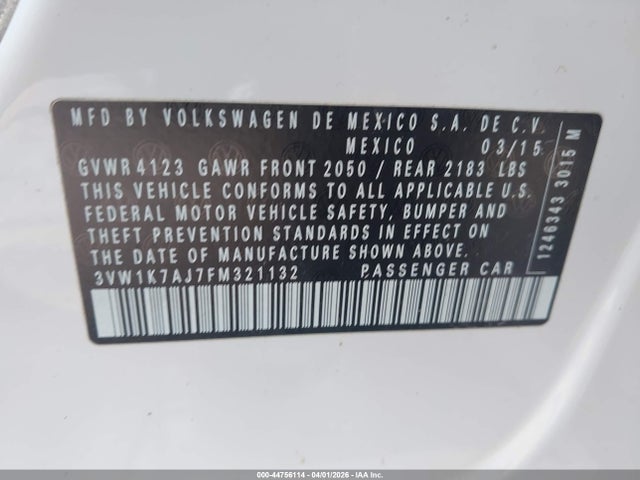 MFD BY VOLKSWAGEN DE MEXICO S.A. DE C.V.
MEXICO 03/15
GVWR 4123 GAWR FRONT 2050 / REAR 2183 LBS
THIS VEHICLE CONFORMS TO ALL APPLICABLE U.S.
FEDERAL MOTOR VEHICLE SAFETY, BUMPER AND
THEFT PREVENTION STANDARDS IN EFFECT ON
THE DATE OF MANUFACTURE SHOWN ABOVE.
3VW1K7AJ7FM321132 PASSENGER CAR
1246343 3015 M
000-44756114 - 04/01/2026 - IAA Inc.